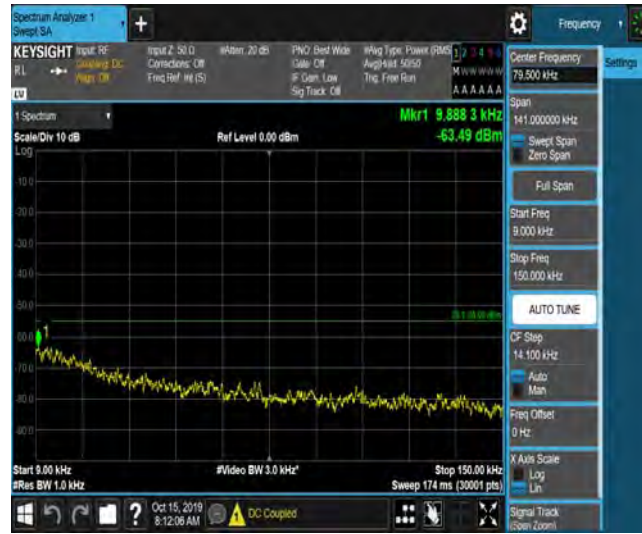 Spectrum Analyzer 1
Swept SA
+
Frequency
KEYSIGHT Input: RF
RL
Coupling: DC
Align: Off
Input Z: 50 Ω
Corrections: Off
Freq Ref: Int (S)
#Atten: 20 dB
PNO: Best Wide
Gate: Off
IF Gain: Low
Sig Track: Off
#Avg Type: Power (RMS)
Avg|Hold: 50/50
Trig: Free Run
1 2 3 4 5 6
M W W W W W
A A A A A A
LV
1 Spectrum
Scale/Div 10 dB
Ref Level 0.00 dBm
Mkr1 9.888 3 kHz
-63.49 dBm
Log
-10.0
-20.0
-30.0
-40.0
-50.0
-60.0
-70.0
-80.0
-90.0
1
Start 9.00 kHz
#Res BW 1.0 kHz
#Video BW 3.0 kHz*
Stop 150.00 kHz
Sweep 174 ms (30001 pts)
Center Frequency
79.500 kHz
Settings
Span
141.000000 kHz
Swept Span
Zero Span
Full Span
Start Freq
9.000 kHz
Stop Freq
150.000 kHz
AUTO TUNE
CF Step
14.100 kHz
Auto
Man
Freq Offset
0 Hz
X Axis Scale
Log
Lin
Signal Track
(Span Zoom)
?
Oct 15, 2019
8:12:06 AM
DC Coupled